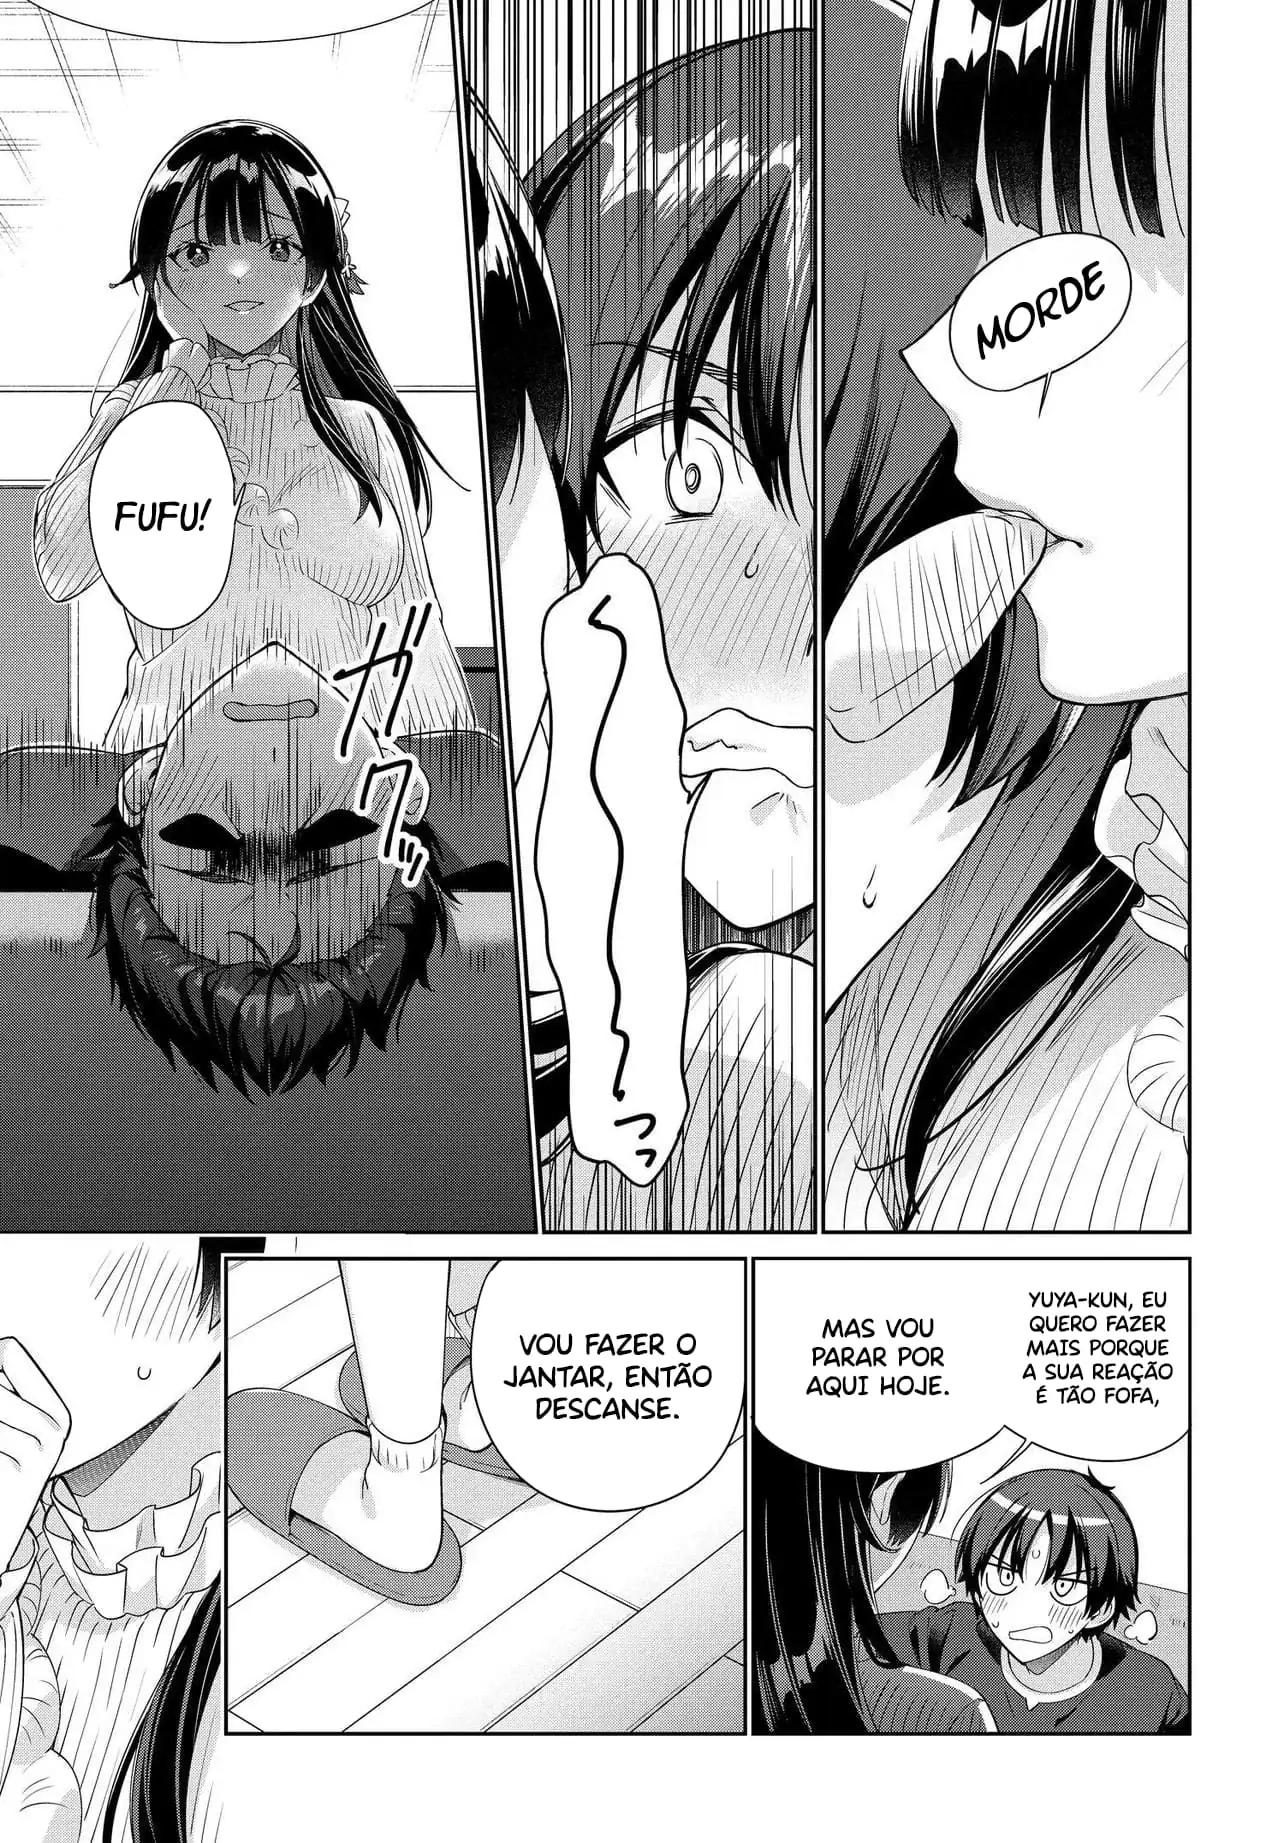 MORDE
ガクッ
FUFU!
YUYA-KUN, EU
QUERO FAZER
MAIS PORQUE
A SUA REAÇÃO
É TÃO FOFA,
MAS VOU
PARAR POR
AQUI HOJE.
VOU FAZER O
JANTAR, ENTÃO
DESCANSE.